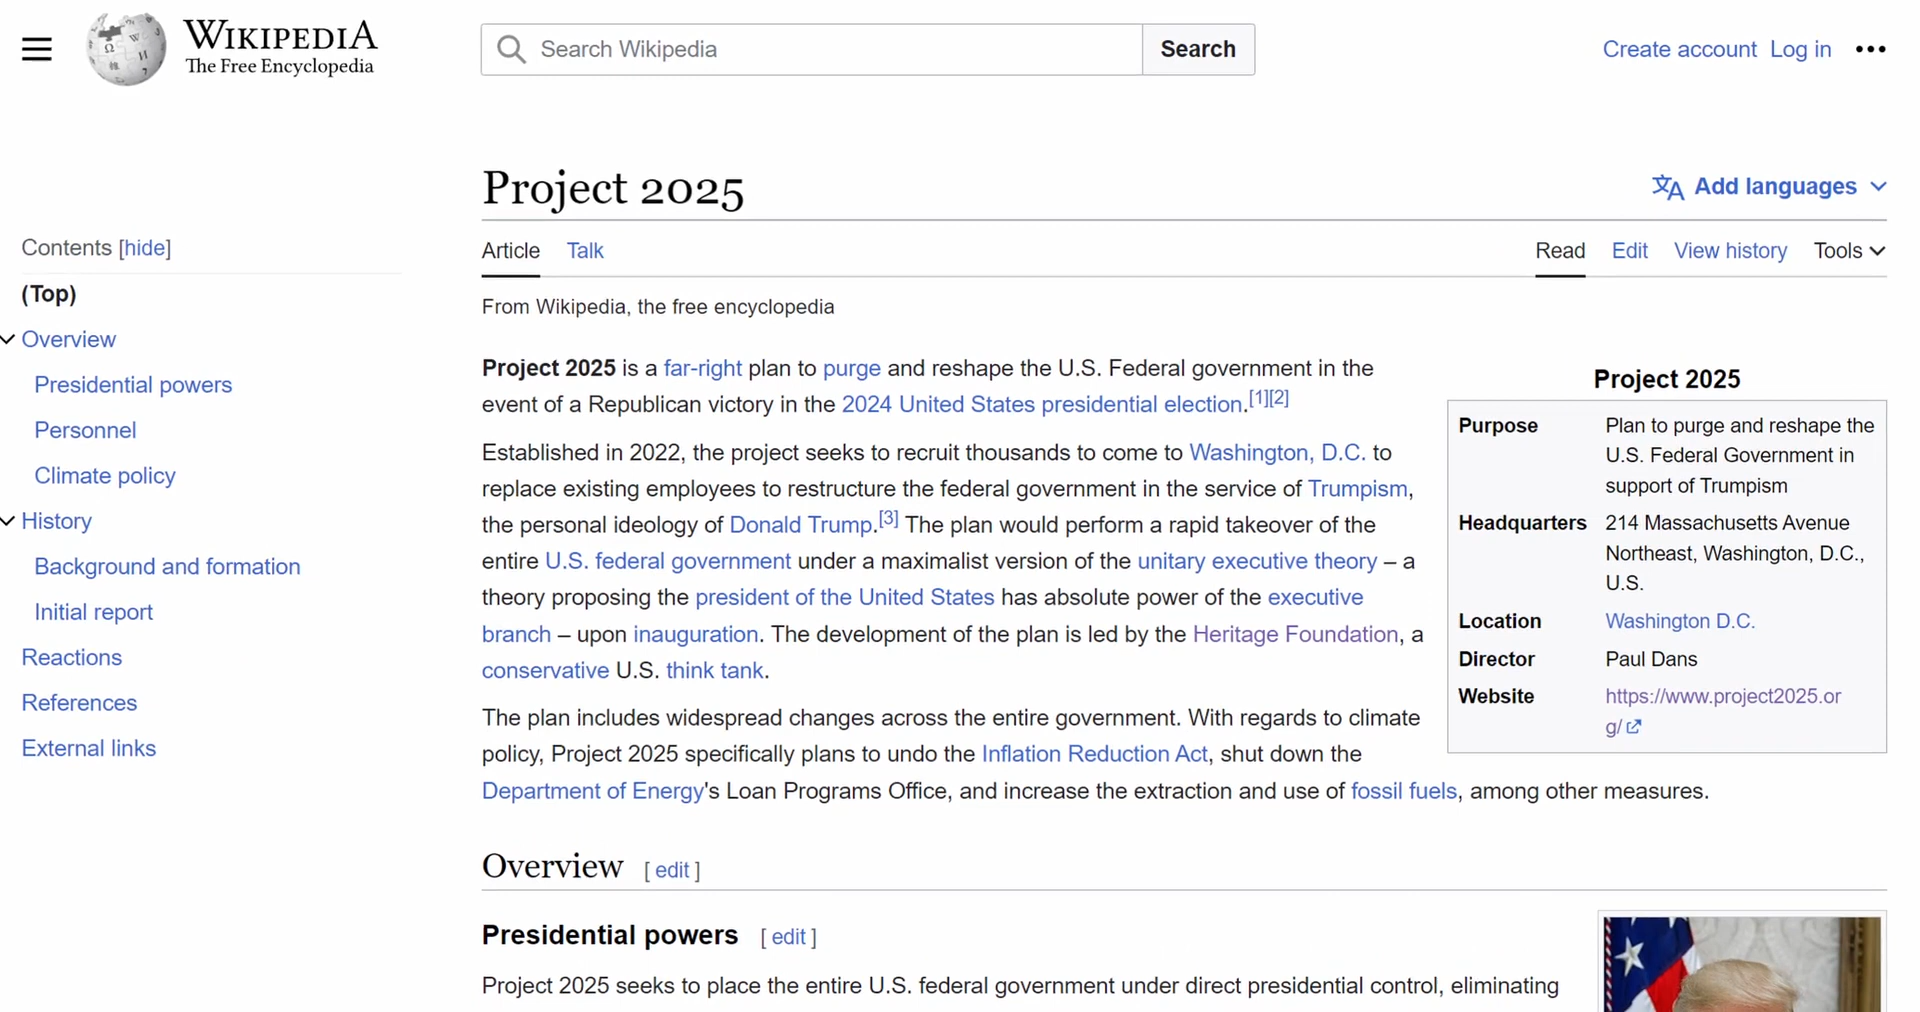 WIKIPEDIA
The Free Encyclopedia
Search Wikipedia
Search
Create account Log in
Project 2025
Add languages
Contents [hide]
(Top)
Overview
Presidential powers
Personnel
Climate policy
History
Background and formation
Initial report
Reactions
References
External links
Article Talk
Read Edit View history Tools
From Wikipedia, the free encyclopedia
Project 2025 is a far-right plan to purge and reshape the U.S. Federal government in the
event of a Republican victory in the 2024 United States presidential election.[1][2]
Established in 2022, the project seeks to recruit thousands to come to Washington, D.C. to
replace existing employees to restructure the federal government in the service of Trumpism,
the personal ideology of Donald Trump.[3] The plan would perform a rapid takeover of the
entire U.S. federal government under a maximalist version of the unitary executive theory – a
theory proposing the president of the United States has absolute power of the executive
branch – upon inauguration. The development of the plan is led by the Heritage Foundation, a
conservative U.S. think tank.
The plan includes widespread changes across the entire government. With regards to climate
policy, Project 2025 specifically plans to undo the Inflation Reduction Act, shut down the
Department of Energy's Loan Programs Office, and increase the extraction and use of fossil fuels, among other measures.
Project 2025
Purpose Plan to purge and reshape the
U.S. Federal Government in
support of Trumpism
Headquarters 214 Massachusetts Avenue
Northeast, Washington, D.C.,
U.S.
Location Washington D.C.
Director Paul Dans
Website https://www.project2025.or
g/
Overview [ edit ]
Presidential powers [ edit ]
Project 2025 seeks to place the entire U.S. federal government under direct presidential control, eliminating